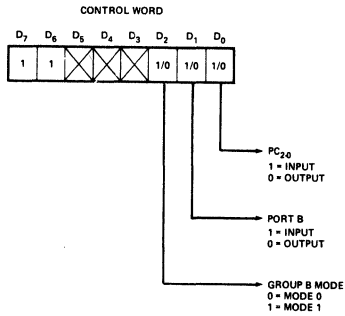 CONTROL WORD
D7 D6 D5 D4 D3 D2 D1 D0
1 1 1/0 1/0 1/0
PC2-0
1 = INPUT
0 = OUTPUT
PORT B
1 = INPUT
0 = OUTPUT
GROUP B MODE
0 = MODE 0
1 = MODE 1